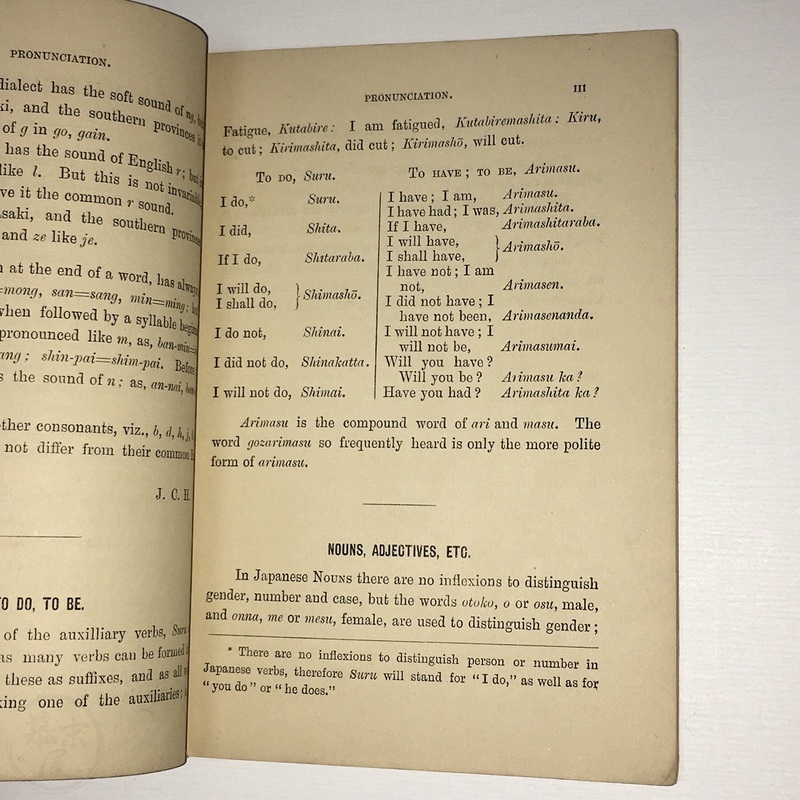 PRONUNCIATION.
dialect has the soft sound of ng,
and the southern provinces
of g in go, gain.
has the sound of English r;
like l. But this is not invariably
it the common r sound.
and the southern provinces
and ze like je.
at the end of a word, has always
san=sang, min=ming;
when followed by a syllable
pronounced like m, as, ban-min=
shin-pai=shim-pai. Before
the sound of n; as, an-nai,
other consonants, viz., b, d, h, j,
not differ from their common
J. C. H.
TO DO, TO BE.
of the auxilliary verbs, Suru
as many verbs can be formed
these as suffixes, and as all
one of the auxiliaries:
PRONUNCIATION. III
Fatigue, Kutabire: I am fatigued, Kutabiremashita: Kiru,
to cut; Kirimashita, did cut; Kirimashō, will cut.
To do, Suru.
I do,* Suru.
I did, Shita.
If I do, Shitaraba.
I will do,
I shall do, } Shimashō.
I do not, Shinai.
I did not do, Shinakatta.
I will not do, Shimai.
To have; to be, Arimasu.
I have; I am, Arimasu.
I have had; I was, Arimashita.
If I have, Arimashitaraba.
I will have,
I shall have, } Arimashō.
I have not; I am
not, Arimasen.
I did not have; I
have not been, Arimasenanda.
I will not have; I
will not be, Arimasumai.
Will you have?
Will you be? Arimasu ka?
Have you had? Arimashita ka?
Arimasu is the compound word of ari and masu. The
word gozarimasu so frequently heard is only the more polite
form of arimasu.
NOUNS, ADJECTIVES, ETC.
In Japanese Nouns there are no inflexions to distinguish
gender, number and case, but the words otoko, o or osu, male,
and onna, me or mesu, female, are used to distinguish gender;
* There are no inflexions to distinguish person or number in
Japanese verbs, therefore Suru will stand for "I do," as well as for
"you do" or "he does."